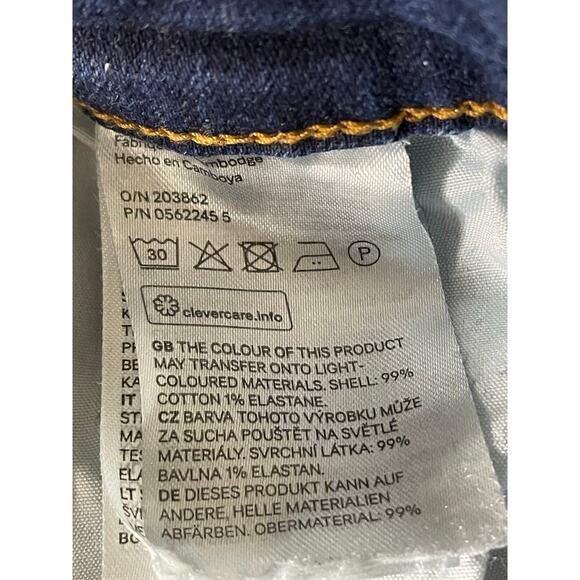 Hecho en Camboya
O/N 203862
P/N 0562245 5
30 P
clevercare.info
GB THE COLOUR OF THIS PRODUCT
MAY TRANSFER ONTO LIGHT-
COLOURED MATERIALS. SHELL: 99%
COTTON 1% ELASTANE.
CZ BARVA TOHOTO VÝROBKU MŮŽE
ZA SUCHA POUŠTĚT NA SVĚTLÉ
MATERIÁLY. SVRCHNÍ LÁTKA: 99%
BAVLNA 1% ELASTAN.
DE DIESES PRODUKT KANN AUF
ANDERE, HELLE MATERIALIEN
ABFÄRBEN. OBERMATERIAL: 99%